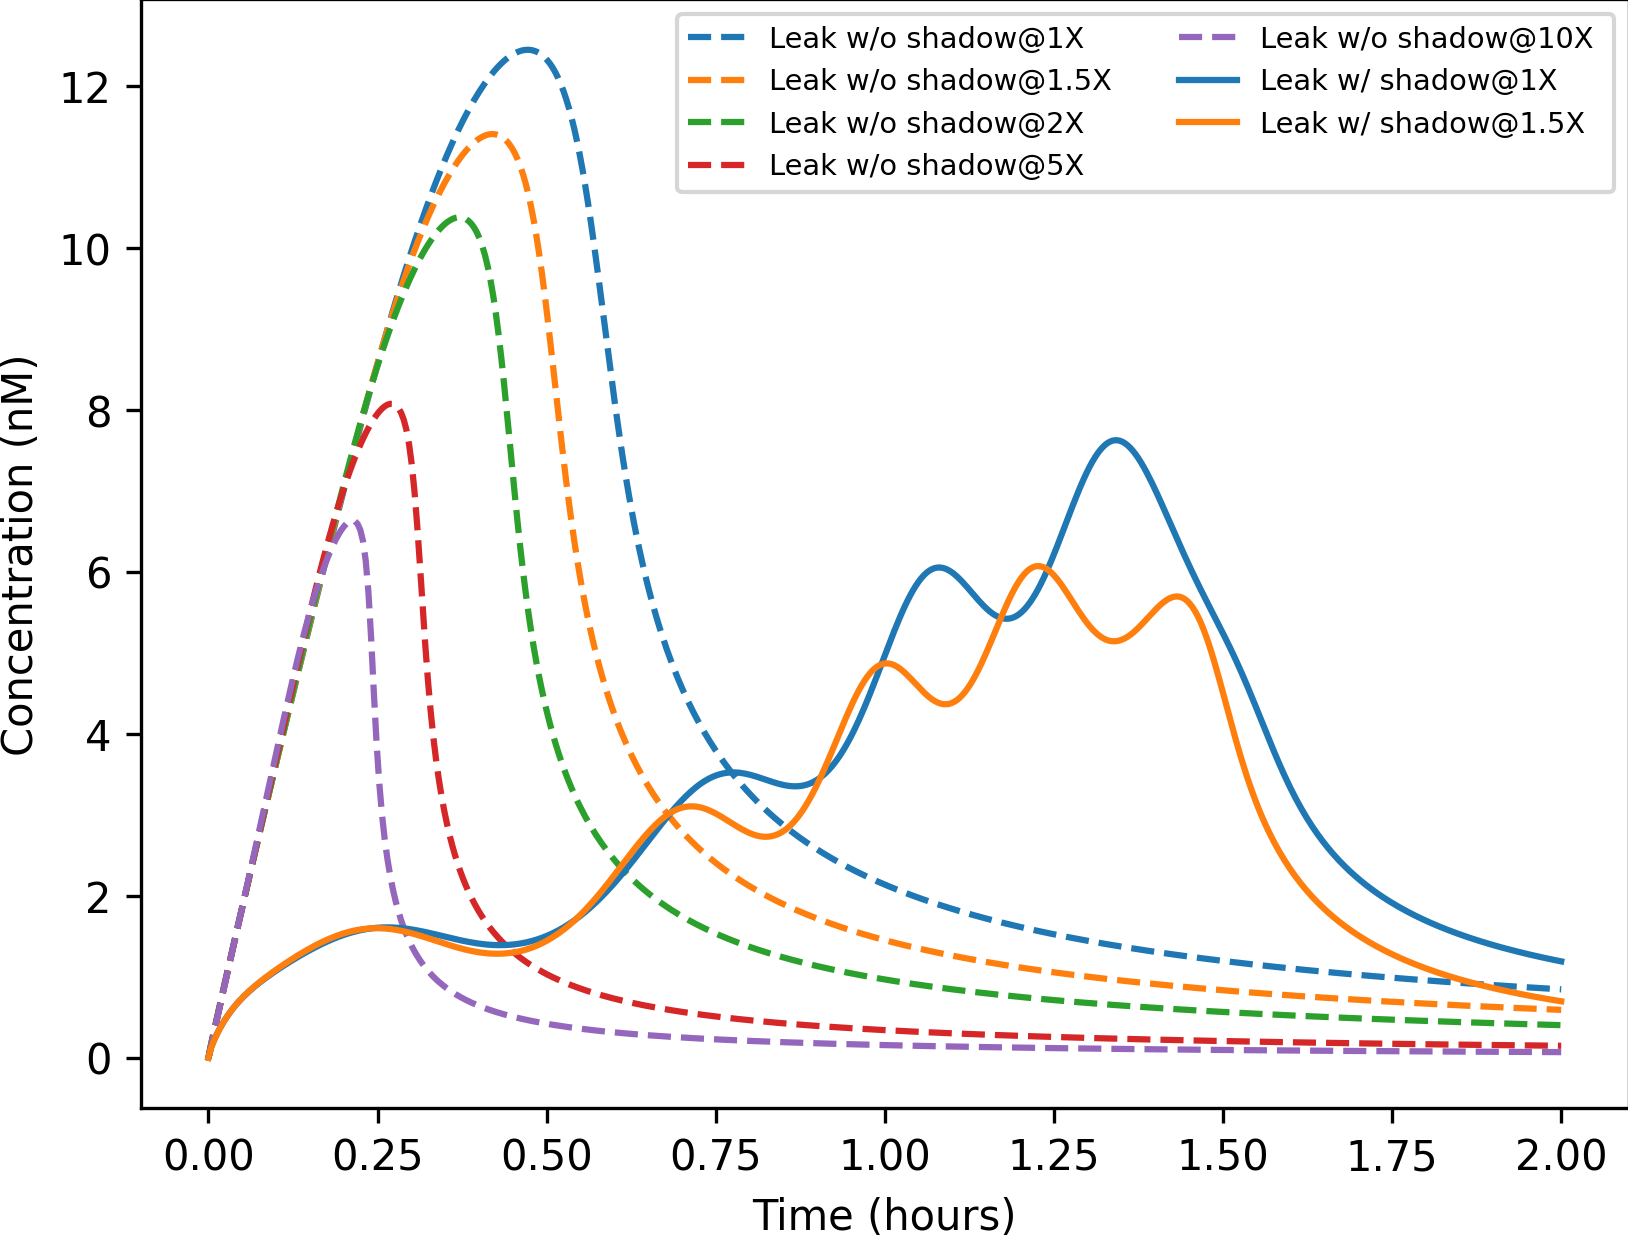 Leak w/o shadow@1X
Leak w/o shadow@1.5X
Leak w/o shadow@2X
Leak w/o shadow@5X
Leak w/o shadow@10X
Leak w/ shadow@1X
Leak w/ shadow@1.5X
Concentration (nM)
12
10
8
6
4
2
0
0.00 0.25 0.50 0.75 1.00 1.25 1.50 1.75 2.00
Time (hours)